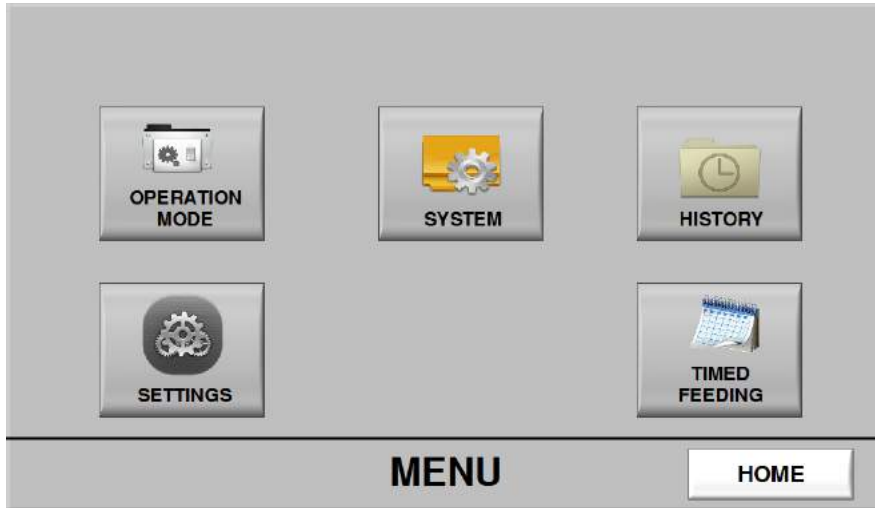 OPERATION
MODE
SYSTEM
HISTORY
SETTINGS
TIMED
FEEDING
MENU
HOME